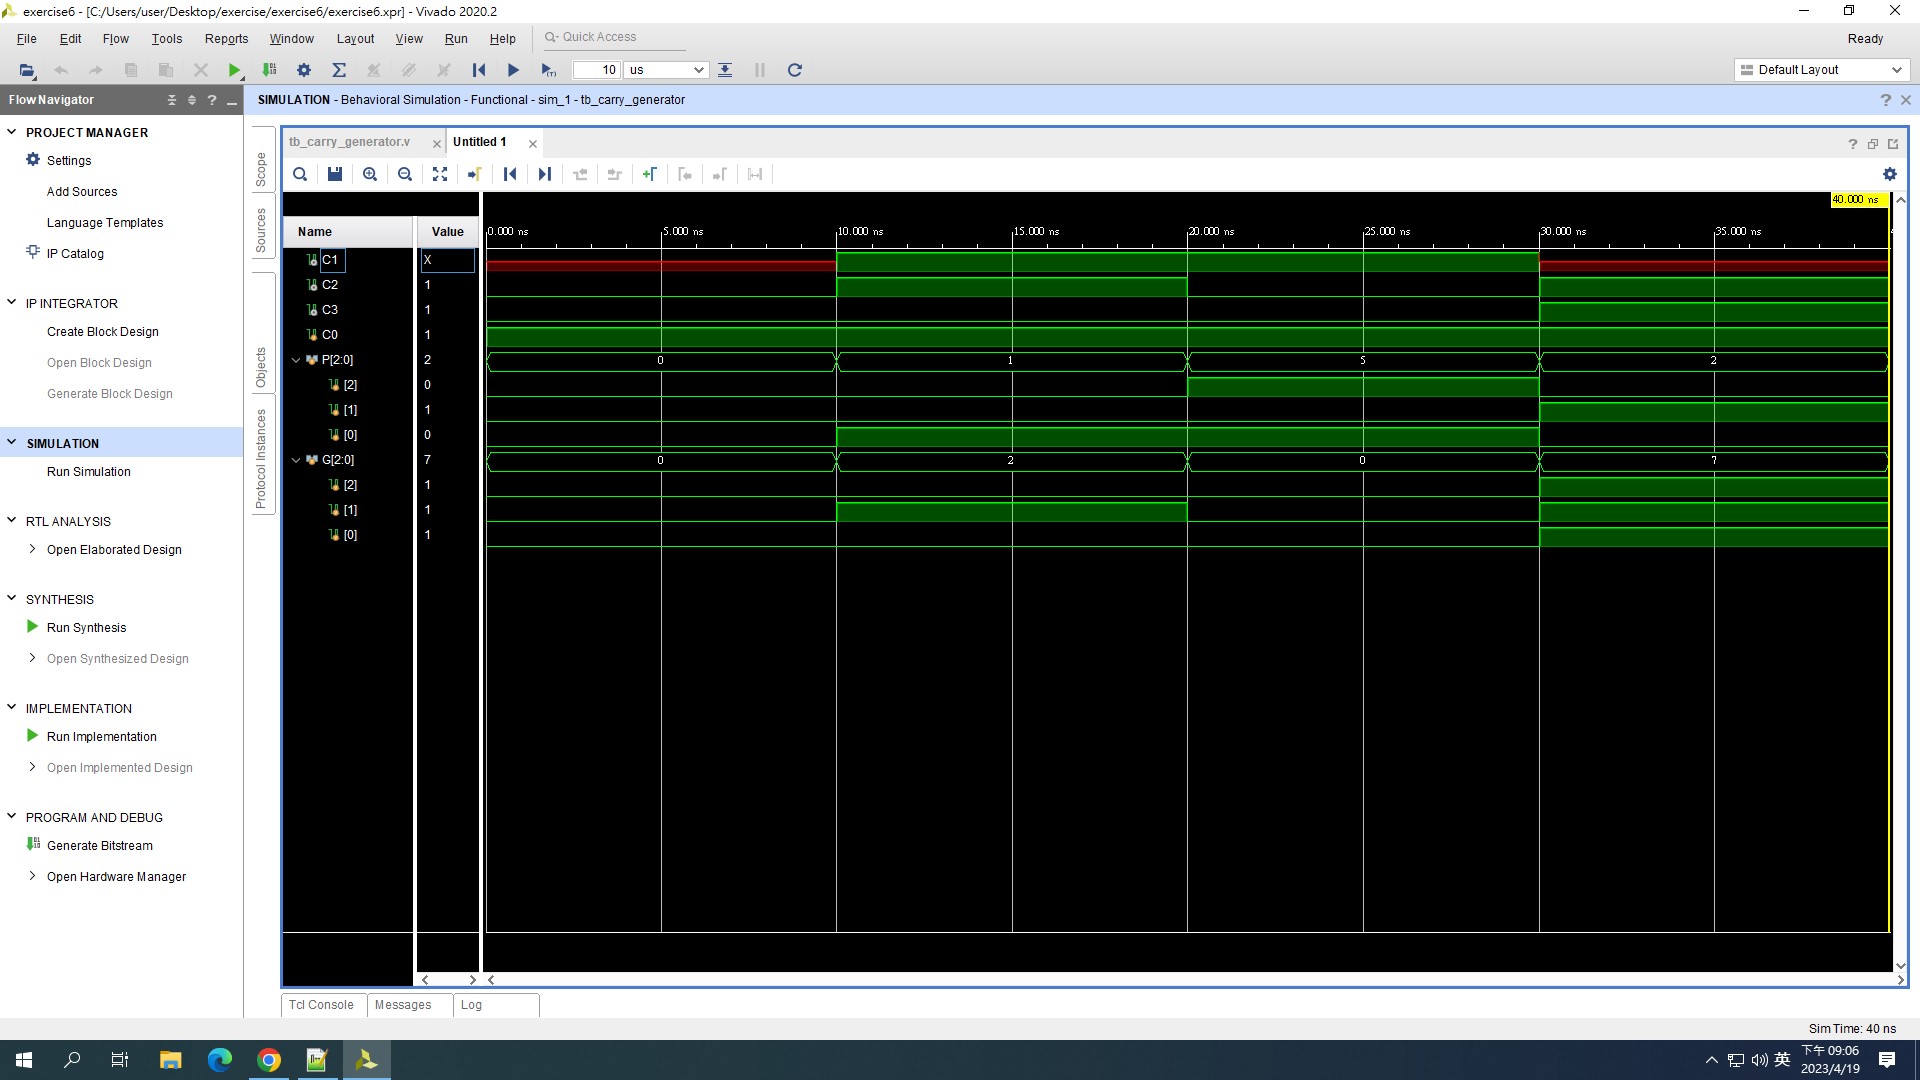 exercise6 - [C:/Users/user/Desktop/exercise/exercise6/exercise6.xpr] - Vivado 2020.2
File Edit Flow Tools Reports Window Layout View Run Help Quick Access
Ready
10 us
Default Layout
Flow Navigator
SIMULATION - Behavioral Simulation - Functional - sim_1 - tb_carry_generator
PROJECT MANAGER
Settings
Add Sources
Language Templates
IP Catalog
IP INTEGRATOR
Create Block Design
Open Block Design
Generate Block Design
SIMULATION
Run Simulation
RTL ANALYSIS
Open Elaborated Design
SYNTHESIS
Run Synthesis
Open Synthesized Design
IMPLEMENTATION
Run Implementation
Open Implemented Design
PROGRAM AND DEBUG
Generate Bitstream
Open Hardware Manager
Scope
Sources
Objects
Protocol Instances
tb_carry_generator.v
Untitled 1
40.000 ns
Name Value
0.000 ns 5.000 ns 10.000 ns 15.000 ns 20.000 ns 25.000 ns 30.000 ns 35.000 ns
C1 X
C2 1
C3 1
C0 1
P[2:0] 2 0 1 5 2
[2] 0
[1] 1
[0] 0
G[2:0] 7 0 2 0 7
[2] 1
[1] 1
[0] 1
Tcl Console Messages Log
Sim Time: 40 ns
英
下午 09:06
2023/4/19